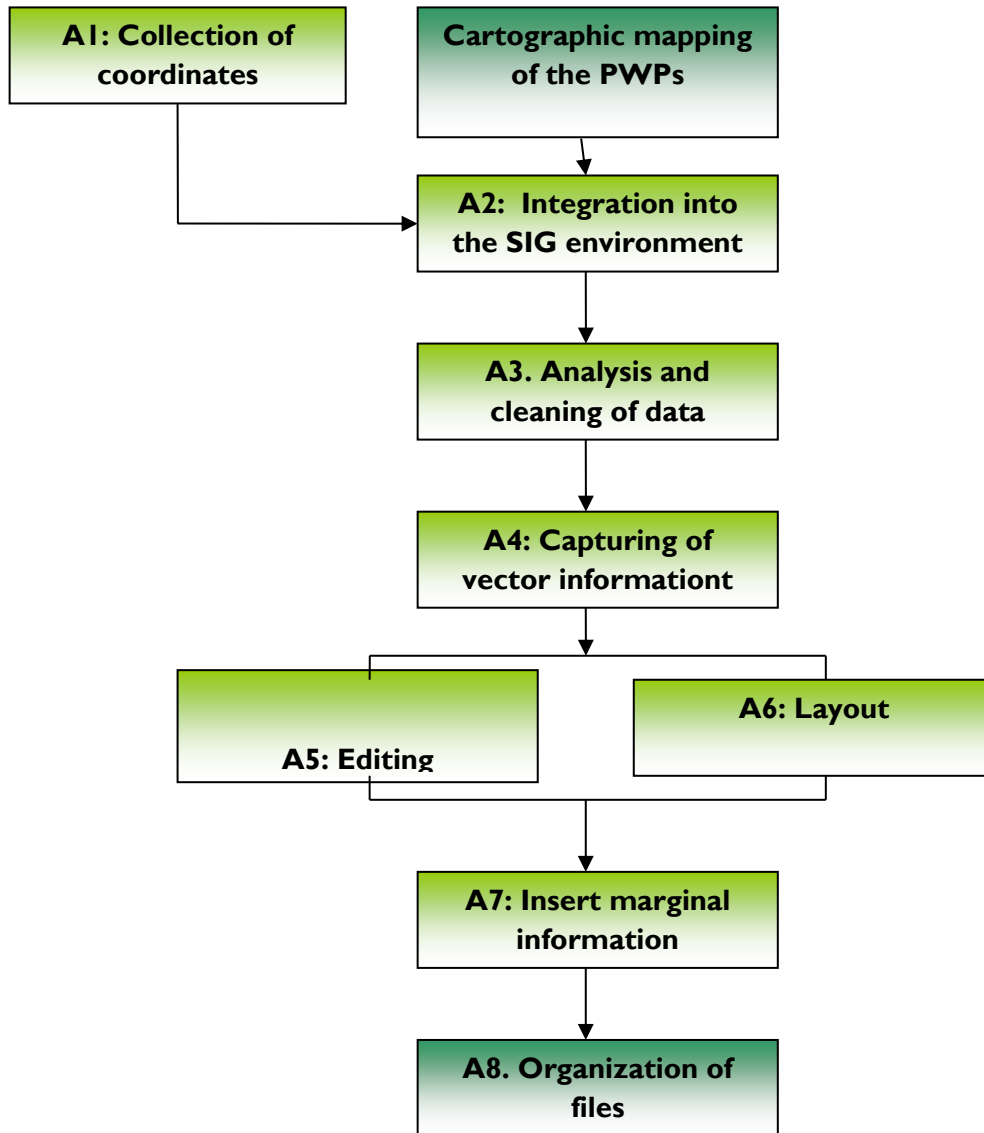 A1: Collection of
coordinates
Cartographic mapping
of the PWPs
A2:  Integration into
the SIG environment
A3. Analysis and
cleaning of data
A4: Capturing of
vector informationt
A5: Editing
A6: Layout
A7: Insert marginal
information
A8. Organization of
files